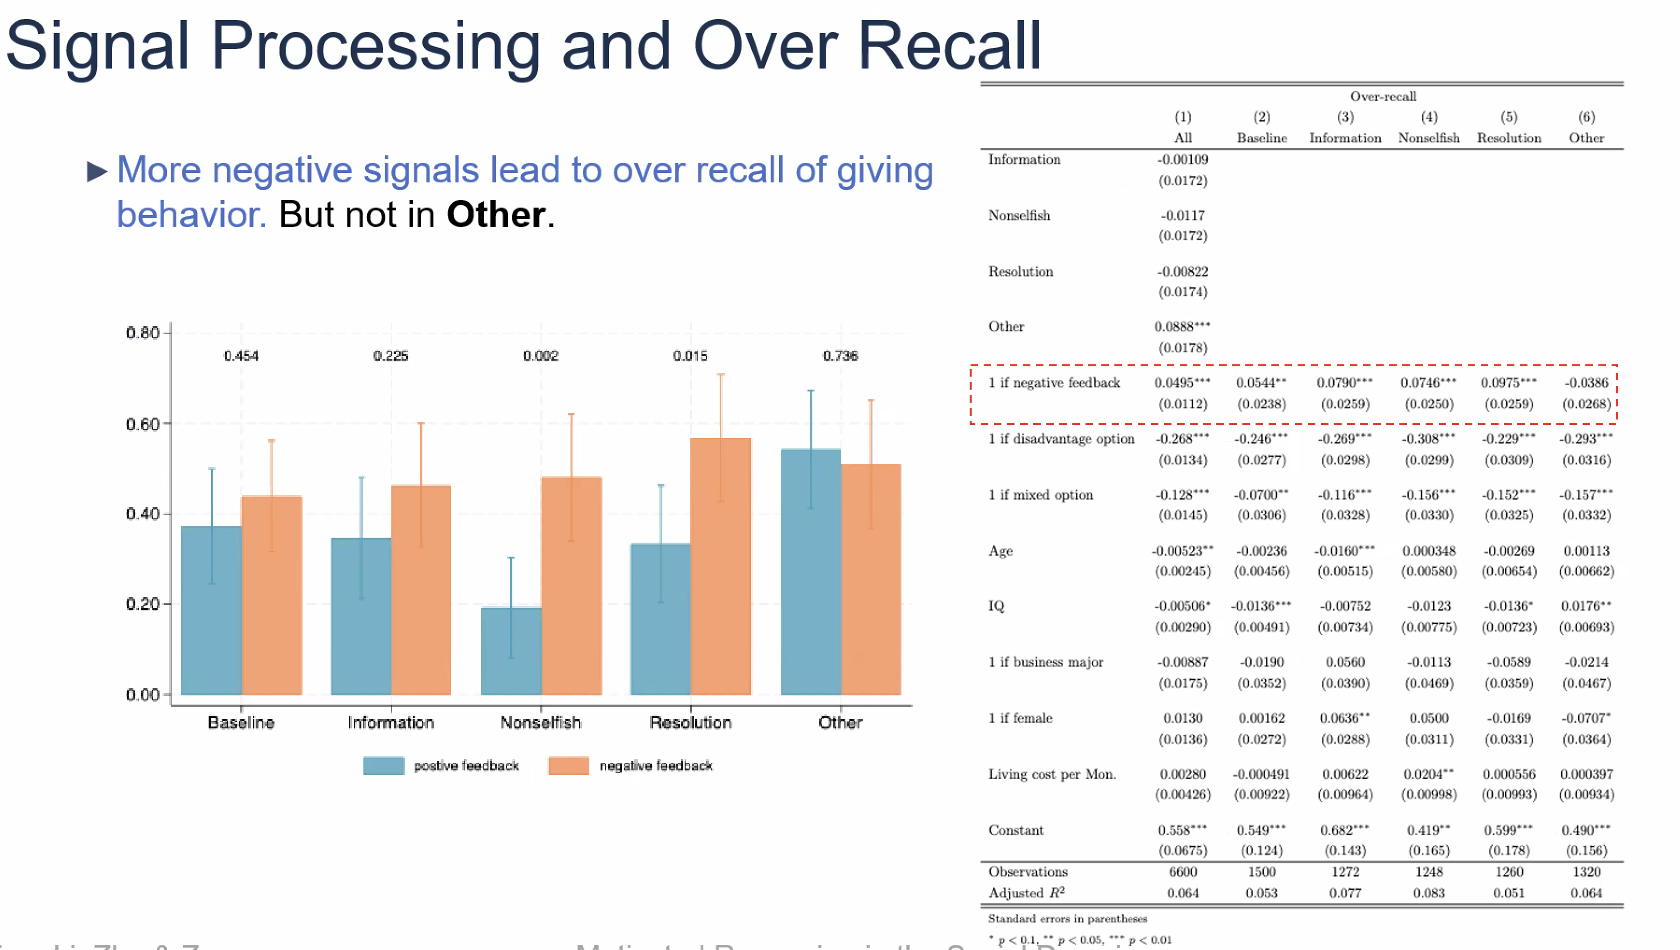 Signal Processing and Over Recall
► More negative signals lead to over recall of giving
behavior. But not in Other.
0.80
0.60
0.40
0.20
0.00
0.454 0.225 0.002 0.015 0.736
Baseline Information Nonselfish Resolution Other
postive feedback negative feedback
Over-recall
(1) (2) (3) (4) (5) (6)
All Baseline Information Nonselfish Resolution Other
Information -0.00109
(0.0172)
Nonselfish -0.0117
(0.0172)
Resolution -0.00822
(0.0174)
Other 0.0888***
(0.0178)
1 if negative feedback 0.0495*** 0.0544** 0.0790*** 0.0746*** 0.0975*** -0.0386
(0.0112) (0.0238) (0.0259) (0.0250) (0.0259) (0.0268)
1 if disadvantage option -0.268*** -0.246*** -0.269*** -0.308*** -0.229*** -0.293***
(0.0134) (0.0277) (0.0298) (0.0299) (0.0309) (0.0316)
1 if mixed option -0.128*** -0.0700** -0.116*** -0.156*** -0.152*** -0.157***
(0.0145) (0.0306) (0.0328) (0.0330) (0.0325) (0.0332)
Age -0.00523** -0.00236 -0.0160*** 0.000348 -0.00269 0.00113
(0.00245) (0.00456) (0.00515) (0.00580) (0.00654) (0.00662)
IQ -0.00506* -0.0136*** -0.00752 -0.0123 -0.0136* 0.0176**
(0.00290) (0.00491) (0.00734) (0.00775) (0.00723) (0.00693)
1 if business major -0.00887 -0.0190 0.0560 -0.0113 -0.0589 -0.0214
(0.0175) (0.0352) (0.0390) (0.0469) (0.0359) (0.0467)
1 if female 0.0130 0.00162 0.0636** 0.0500 -0.0169 -0.0707*
(0.0136) (0.0272) (0.0288) (0.0311) (0.0331) (0.0364)
Living cost per Mon. 0.00280 -0.000491 0.00622 0.0204** 0.000556 0.000397
(0.00426) (0.00922) (0.00964) (0.00998) (0.00993) (0.00934)
Constant 0.558*** 0.549*** 0.682*** 0.419** 0.599*** 0.490***
(0.0675) (0.124) (0.143) (0.165) (0.178) (0.156)
Observations 6600 1500 1272 1248 1260 1320
Adjusted R² 0.064 0.053 0.077 0.083 0.051 0.064
Standard errors in parentheses
* p < 0.1, ** p < 0.05, *** p < 0.01